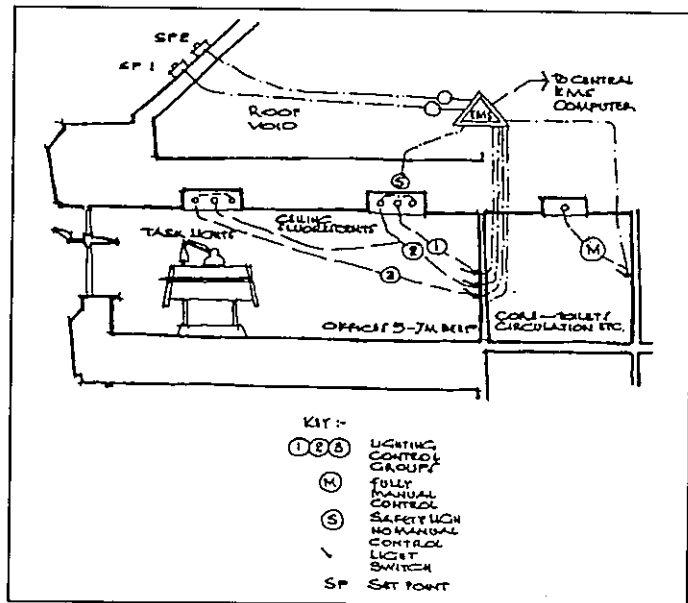 SP2
SP1
ROOF
VOID
EMS
TO CENTRAL
EMS
COMPUTER
S
CEILING
FLUORESCENTS
TASK LIGHTS
1
2
3
M
OFFICES 5-7M DEEP
CORE-TOILETS
CIRCULATION ETC.
KEY:-
1 2 3 LIGHTING
CONTROL
GROUPS
M FULLY
MANUAL
CONTROL
S SAFETY LIGH
NO MANUAL
CONTROL
LIGHT
SWITCH
SP SET POINT